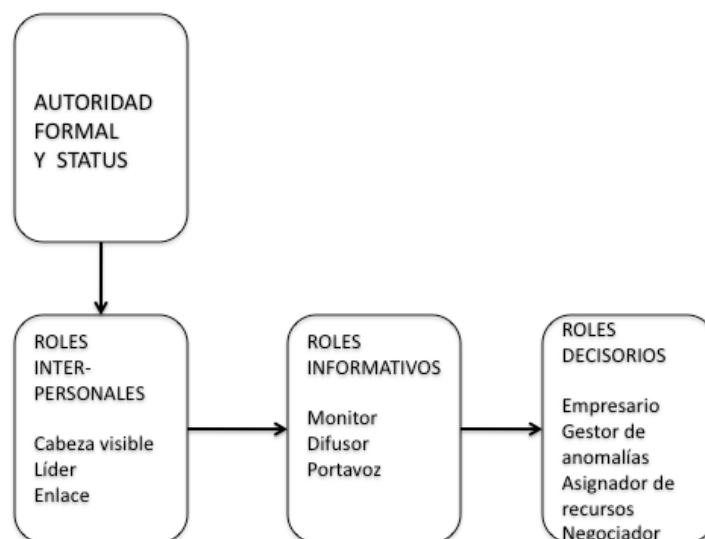 AUTORIDAD
FORMAL
Y STATUS
ROLES
INTER-
PERSONALES
Cabeza visible
Líder
Enlace
ROLES
INFORMATIVOS
Monitor
Difusor
Portavoz
ROLES
DECISORIOS
Empresario
Gestor de
anomalías
Asignador de
recursos
Negociador